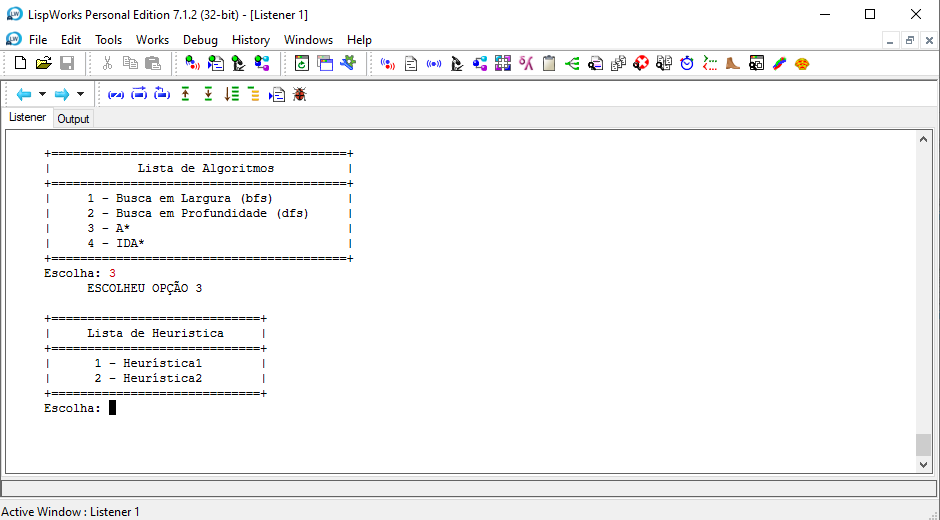 LispWorks Personal Edition 7.1.2 (32-bit) - [Listener 1]
File Edit Tools Works Debug History Windows Help
Listener Output
+=========================================+
|            Lista de Algoritmos          |
+=========================================+
|     1 - Busca em Largura (bfs)          |
|     2 - Busca em Profundidade (dfs)     |
|     3 - A*                              |
|     4 - IDA*                            |
+=========================================+
Escolha: 3
ESCOLHEU OPÇÃO 3
+=============================+
|     Lista de Heuristica     |
+=============================+
|      1 - Heurística1        |
|      2 - Heurística2        |
+=============================+
Escolha:
Active Window : Listener 1